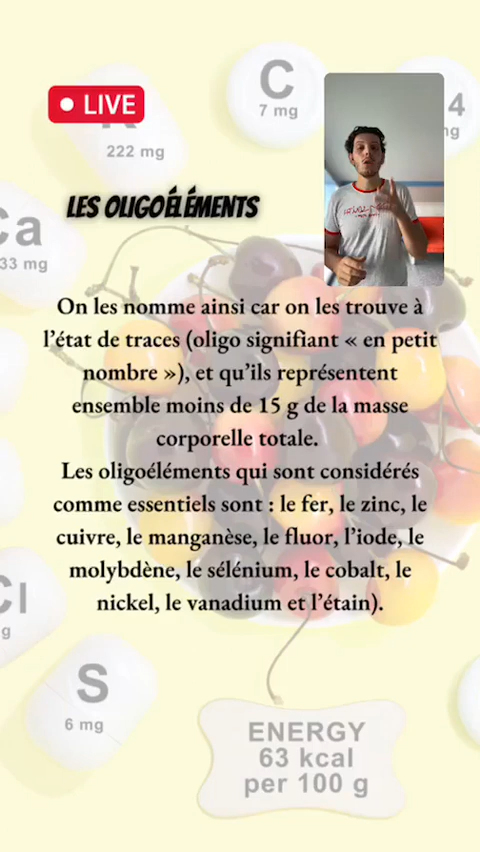 C
7 mg
4
LIVE
222 mg
LES OLIGOÉLÉMENTS
Ca
33 mg
On les nomme ainsi car on les trouve à
l'état de traces (oligo signifiant « en petit
nombre »), et qu'ils représentent
ensemble moins de 15 g de la masse
corporelle totale.
Les oligoéléments qui sont considérés
comme essentiels sont : le fer, le zinc, le
cuivre, le manganèse, le fluor, l'iode, le
molybdène, le sélénium, le cobalt, le
nickel, le vanadium et l'étain).
Cl
g
S
6 mg
ENERGY
63 kcal
per 100 g